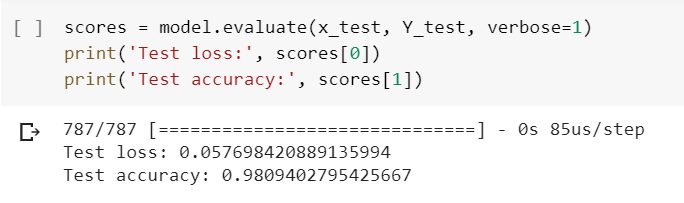 [ ] scores = model.evaluate(x_test, Y_test, verbose=1)
print('Test loss:', scores[0])
print('Test accuracy:', scores[1])
787/787 [==============================] - 0s 85us/step
Test loss: 0.057698420889135994
Test accuracy: 0.9809402795425667